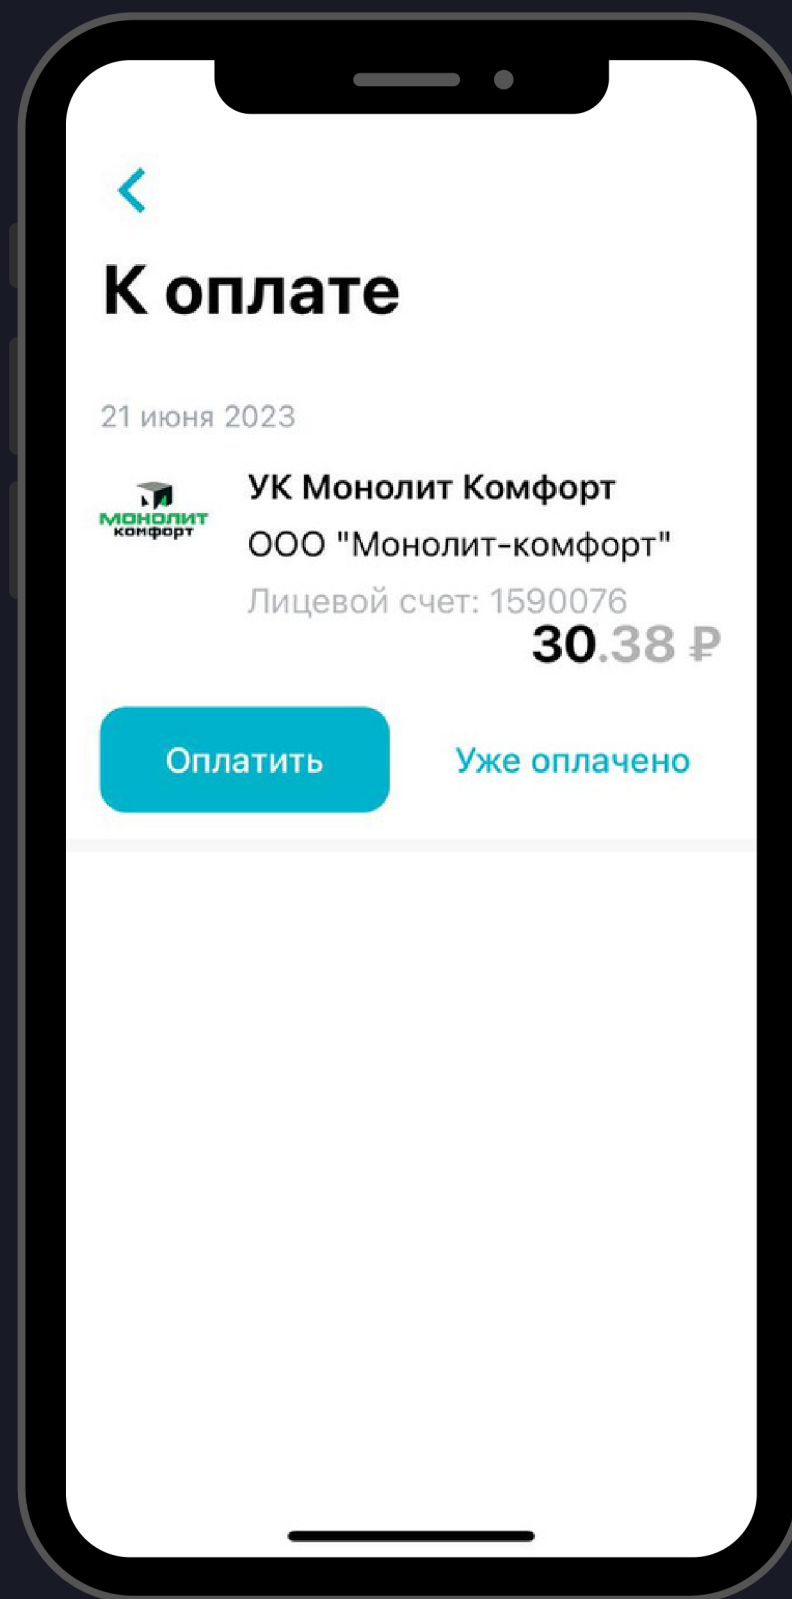 К оплате
21 июня 2023
МОНОЛИТ
комфорт
УК Монолит Комфорт
ООО "Монолит-комфорт"
Лицевой счет: 1590076
30.38 ₽
Оплатить
Уже оплачено